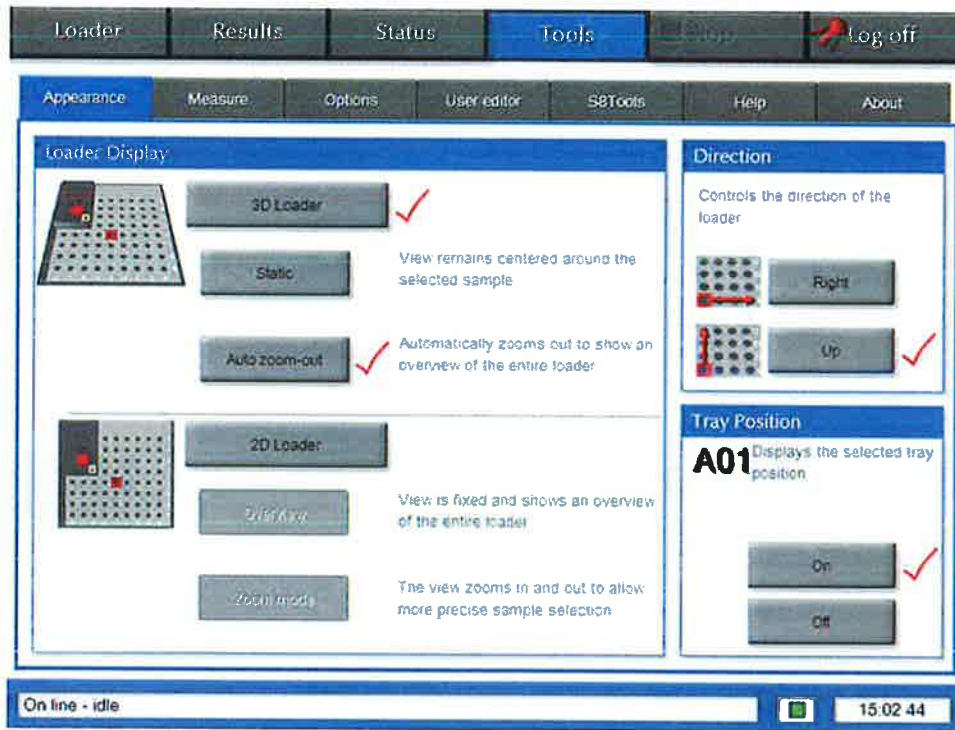 Loader
Results
Status
Tools
Stop
Log off
Appearance
Measure
Options
User editor
S8Tools
Help
About
Loader Display
3D Loader
Static
View remains centered around the
selected sample
Auto zoom-out
Automatically zooms out to show an
overview of the entire loader
2D Loader
Overview
View is fixed and shows an overview
of the entire loader
Zoom mode
The view zooms in and out to allow
more precise sample selection
Direction
Controls the direction of the
loader
Right
Up
Tray Position
A01
Displays the selected tray
position
On
Off
On line - idle
15:02 44